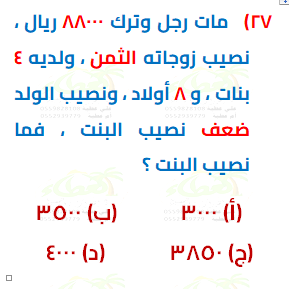 ٢٧) مات رجل وترك ٨٨٠٠٠ ريال ،
نصيب زوجاته الثمن ، ولديه ٤
بنات ، و ٨ أولاد ، ونصيب الولد
ضعف نصيب البنت ، فما
نصيب البنت ؟
(أ) ٣٠٠٠ (ب) ٣٥٠٠
(ج) ٣٨٥٠ (د) ٤٠٠٠